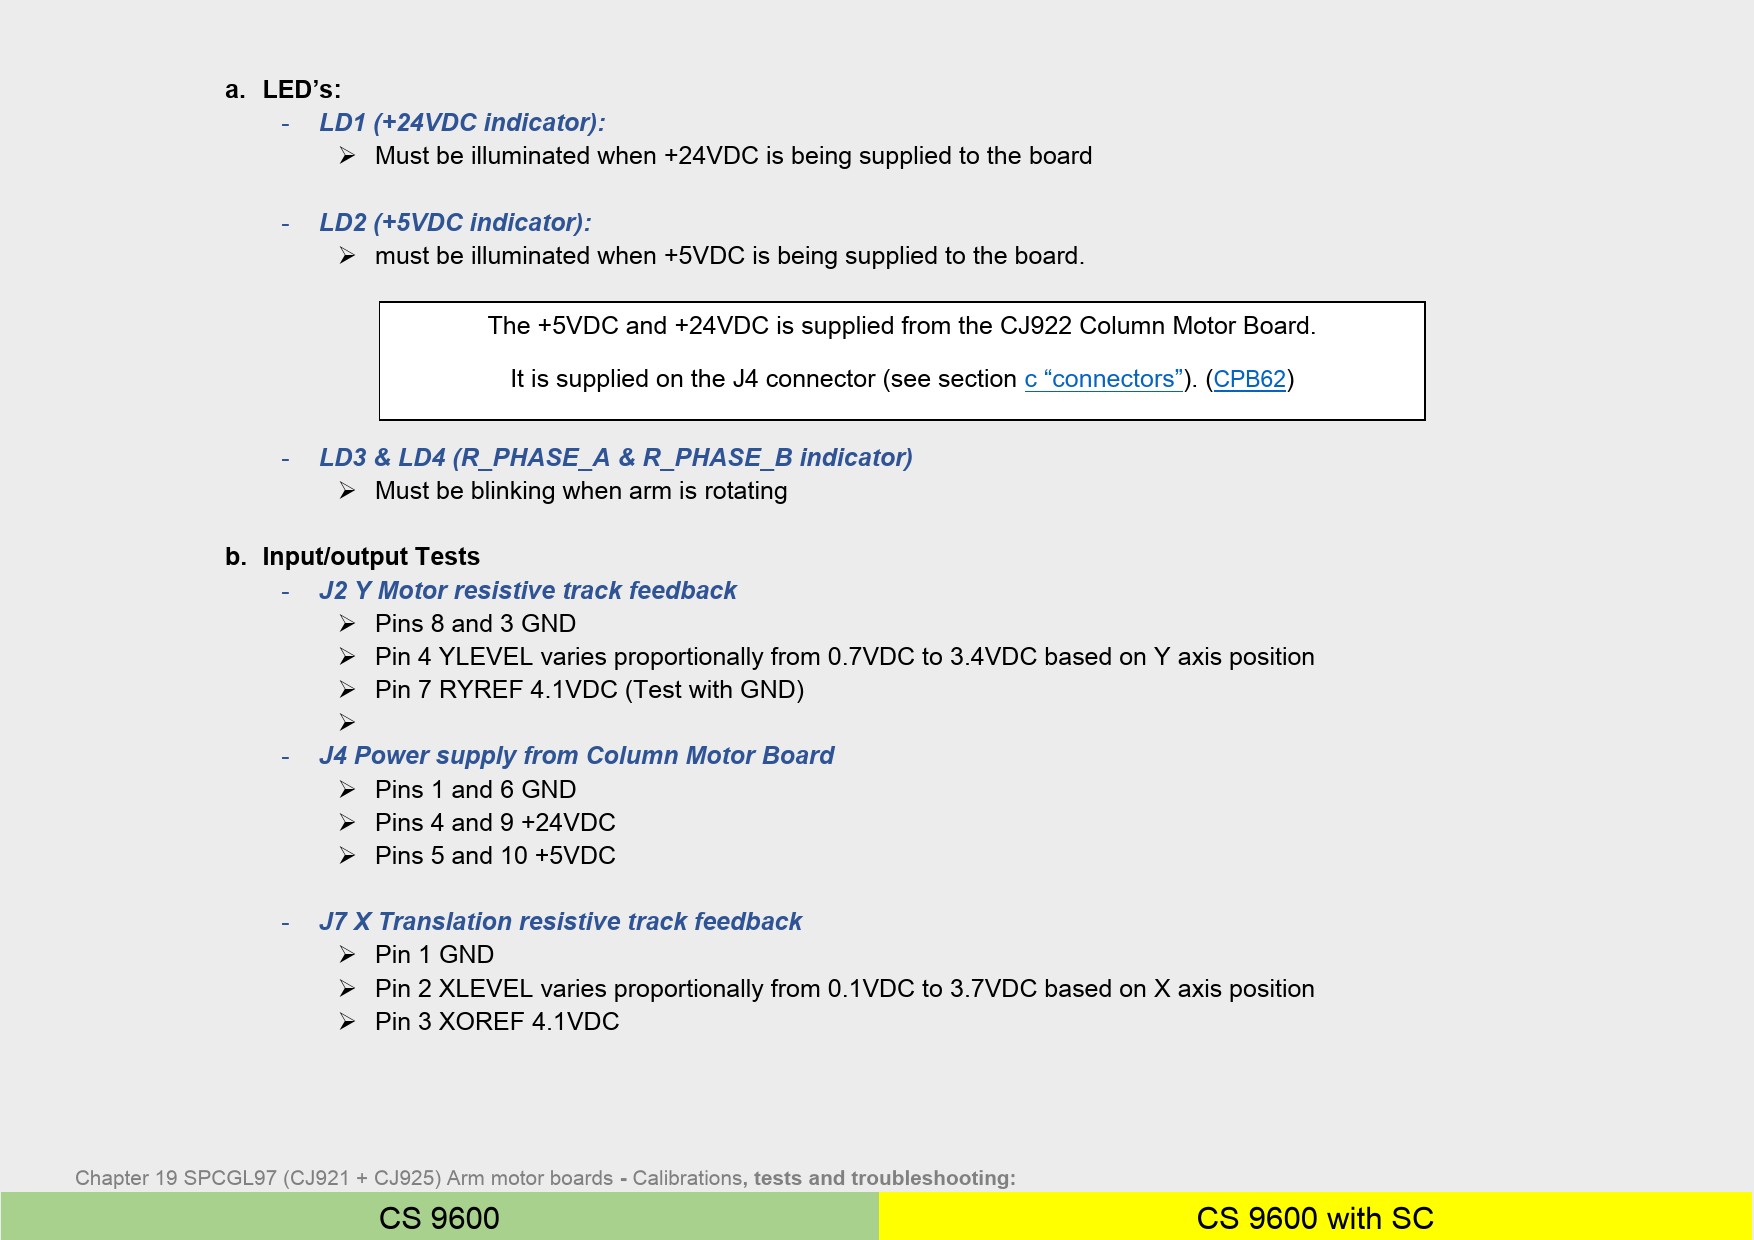 a. LED’s:
- LD1 (+24VDC indicator):
➢ Must be illuminated when +24VDC is being supplied to the board
- LD2 (+5VDC indicator):
➢ must be illuminated when +5VDC is being supplied to the board.
The +5VDC and +24VDC is supplied from the CJ922 Column Motor Board.
It is supplied on the J4 connector (see section c “connectors”). (CPB62)
- LD3 & LD4 (R_PHASE_A & R_PHASE_B indicator)
➢ Must be blinking when arm is rotating
b. Input/output Tests
- J2 Y Motor resistive track feedback
➢ Pins 8 and 3 GND
➢ Pin 4 YLEVEL varies proportionally from 0.7VDC to 3.4VDC based on Y axis position
➢ Pin 7 RYREF 4.1VDC (Test with GND)
➢
- J4 Power supply from Column Motor Board
➢ Pins 1 and 6 GND
➢ Pins 4 and 9 +24VDC
➢ Pins 5 and 10 +5VDC
- J7 X Translation resistive track feedback
➢ Pin 1 GND
➢ Pin 2 XLEVEL varies proportionally from 0.1VDC to 3.7VDC based on X axis position
➢ Pin 3 XOREF 4.1VDC
Chapter 19 SPCGL97 (CJ921 + CJ925) Arm motor boards - Calibrations, tests and troubleshooting:
CS 9600
CS 9600 with SC